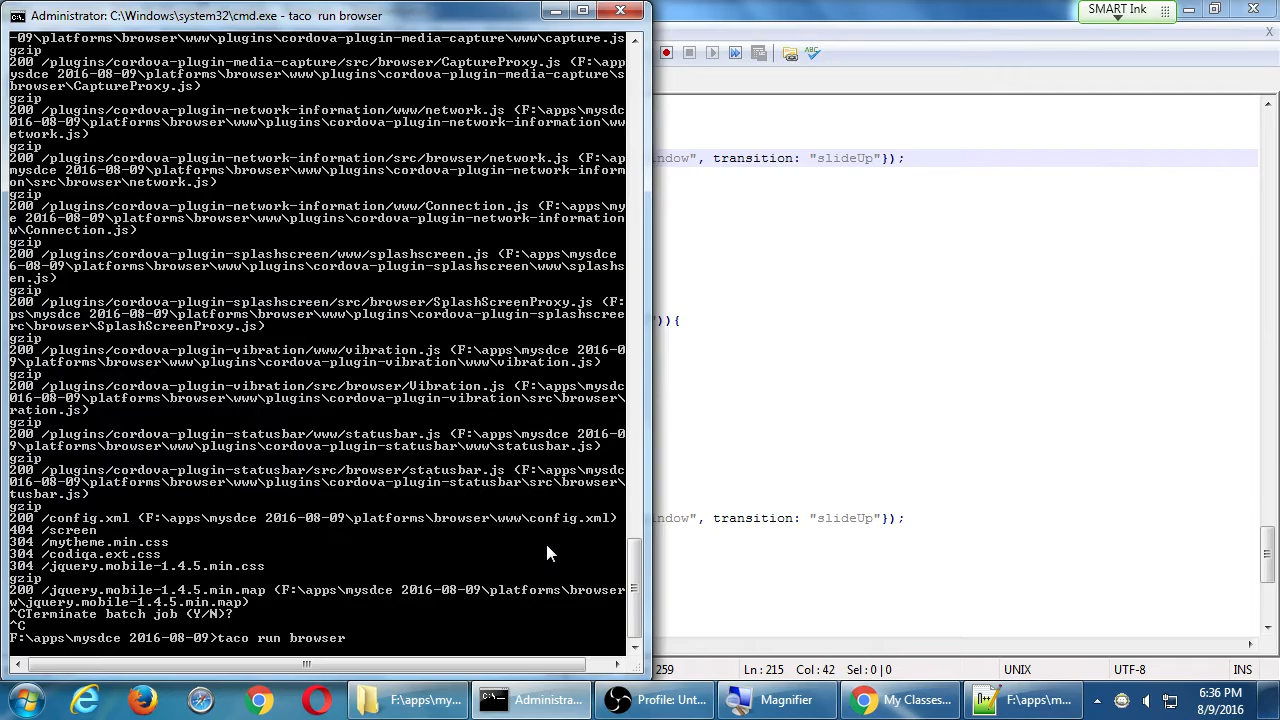 Administrator: C:\Windows\system32\cmd.exe - taco  run browser
SMART Ink
-09\platforms\browser\www\plugins\cordova-plugin-media-capture\www\capture.js
gzip
200 /plugins/cordova-plugin-media-capture/src/browser/CaptureProxy.js (F:\app
mysdce 2016-08-09\platforms\browser\www\plugins\cordova-plugin-media-capture\s
browser\CaptureProxy.js)
gzip
200 /plugins/cordova-plugin-network-information/www/network.js (F:\apps\mysdc
016-08-09\platforms\browser\www\plugins\cordova-plugin-network-information\ww
etwork.js)
gzip
200 /plugins/cordova-plugin-network-information/src/browser/network.js (F:\ap
mysdce 2016-08-09\platforms\browser\www\plugins\cordova-plugin-network-inform
on\src\browser\network.js)
gzip
200 /plugins/cordova-plugin-network-information/www/Connection.js (F:\apps\my
e 2016-08-09\platforms\browser\www\plugins\cordova-plugin-network-information
w\Connection.js)
gzip
200 /plugins/cordova-plugin-splashscreen/www/splashscreen.js (F:\apps\mysdce
6-08-09\platforms\browser\www\plugins\cordova-plugin-splashscreen\www\splashs
en.js)
gzip
200 /plugins/cordova-plugin-splashscreen/src/browser/SplashScreenProxy.js (F:
ps\mysdce 2016-08-09\platforms\browser\www\plugins\cordova-plugin-splashscree
rc\browser\SplashScreenProxy.js)
gzip
200 /plugins/cordova-plugin-vibration/www/vibration.js (F:\apps\mysdce 2016-0
09\platforms\browser\www\plugins\cordova-plugin-vibration\www\vibration.js)
gzip
200 /plugins/cordova-plugin-vibration/src/browser/Vibration.js (F:\apps\mysdc
016-08-09\platforms\browser\www\plugins\cordova-plugin-vibration\src\browser\
ration.js)
gzip
200 /plugins/cordova-plugin-statusbar/www/statusbar.js (F:\apps\mysdce 2016-0
09\platforms\browser\www\plugins\cordova-plugin-statusbar\www\statusbar.js)
gzip
200 /plugins/cordova-plugin-statusbar/src/browser/statusbar.js (F:\apps\mysdc
016-08-09\platforms\browser\www\plugins\cordova-plugin-statusbar\src\browser\
tusbar.js)
gzip
200 /config.xml (F:\apps\mysdce 2016-08-09\platforms\browser\www\config.xml)
404 /screen
304 /mytheme.min.css
304 /codiqa.ext.css
304 /jquery.mobile-1.4.5.min.css
gzip
200 /jquery.mobile-1.4.5.min.map (F:\apps\mysdce 2016-08-09\platforms\browser
w\jquery.mobile-1.4.5.min.map)
^CTerminate batch job (Y/N)?
^C
F:\apps\mysdce 2016-08-09>taco run browser
ndow", transition: "slideUp"});
")){
ndow", transition: "slideUp"});
259
Ln : 215
Col : 42
Sel : 0 | 0
UNIX
UTF-8
INS
F:\apps\my...
Administra...
Profile: Unt...
Magnifier
My Classes...
F:\apps\m...
6:36 PM
8/9/2016